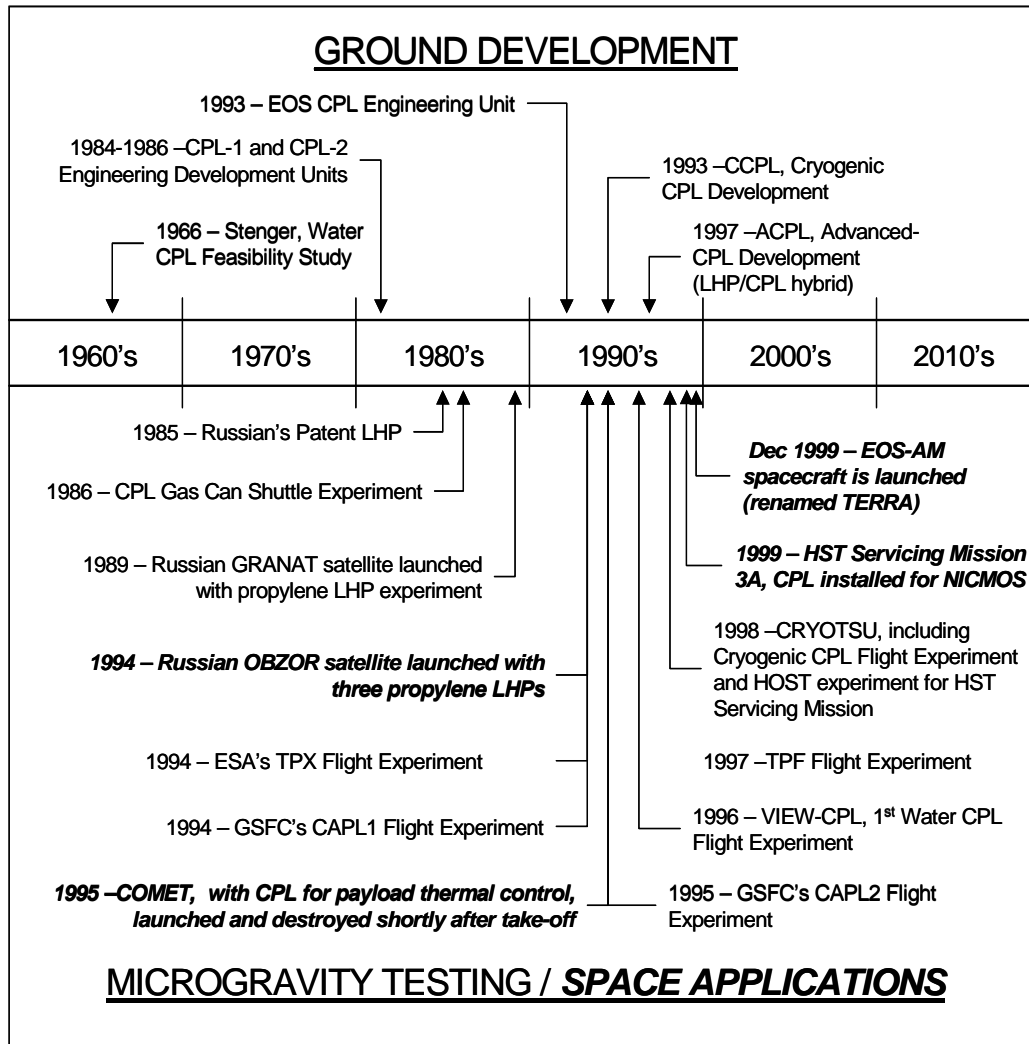 GROUND DEVELOPMENT
1993 – EOS CPL Engineering Unit
1984-1986 –CPL-1 and CPL-2
Engineering Development Units
1993 –CCPL, Cryogenic
CPL Development
1966 – Stenger, Water
CPL Feasibility Study
1997 –ACPL, Advanced-
CPL Development
(LHP/CPL hybrid)
1960's
1970's
1980's
1990's
2000's
2010's
1985 – Russian's Patent LHP
1986 – CPL Gas Can Shuttle Experiment
1989 – Russian GRANAT satellite launched
with propylene LHP experiment
1994 – Russian OBZOR satellite launched with
three propylene LHPs
1994 – ESA's TPX Flight Experiment
1994 – GSFC's CAPL1 Flight Experiment
1995 –COMET, with CPL for payload thermal control,
launched and destroyed shortly after take-off
Dec 1999 – EOS-AM
spacecraft is launched
(renamed TERRA)
1999 – HST Servicing Mission
3A, CPL installed for NICMOS
1998 –CRYOTSU, including
Cryogenic CPL Flight Experiment
and HOST experiment for HST
Servicing Mission
1997 –TPF Flight Experiment
1996 – VIEW-CPL, 1st Water CPL
Flight Experiment
1995 – GSFC's CAPL2 Flight
Experiment
MICROGRAVITY TESTING / SPACE APPLICATIONS